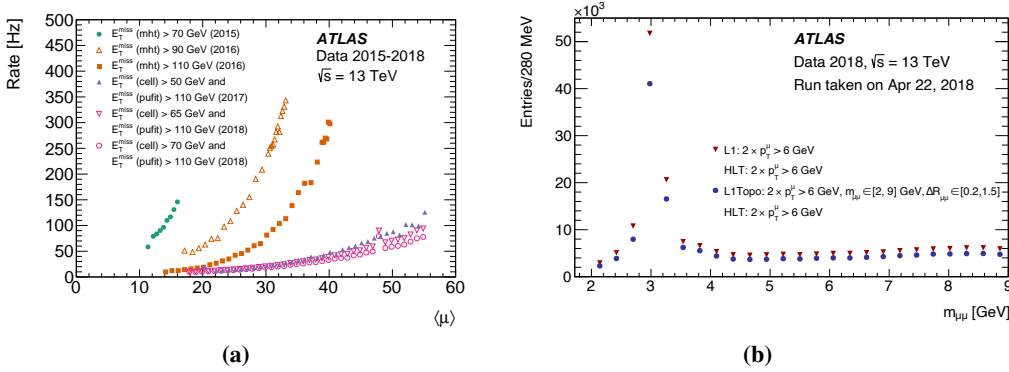 Rate [Hz]
500
450
400
350
300
250
200
150
100
50
0
E_T^miss (mht) > 70 GeV (2015)
E_T^miss (mht) > 90 GeV (2016)
E_T^miss (mht) > 110 GeV (2016)
E_T^miss (cell) > 50 GeV and
E_T^miss (pufit) > 110 GeV (2017)
E_T^miss (cell) > 65 GeV and
E_T^miss (pufit) > 110 GeV (2018)
E_T^miss (cell) > 70 GeV and
E_T^miss (pufit) > 110 GeV (2018)
ATLAS
Data 2015-2018
√s = 13 TeV
0 10 20 30 40 50 60
⟨μ⟩
(a)
×10³
Entries/280 MeV
50
40
30
20
10
0
ATLAS
Data 2018, √s = 13 TeV
Run taken on Apr 22, 2018
L1: 2× p_T^μ > 6 GeV
HLT: 2× p_T^μ > 6 GeV
L1Topo: 2× p_T^μ > 6 GeV, m_μμ ∈ [2, 9] GeV, ΔR_μμ ∈ [0.2,1.5]
HLT: 2× p_T^μ > 6 GeV
2 3 4 5 6 7 8 9
m_μμ [GeV]
(b)